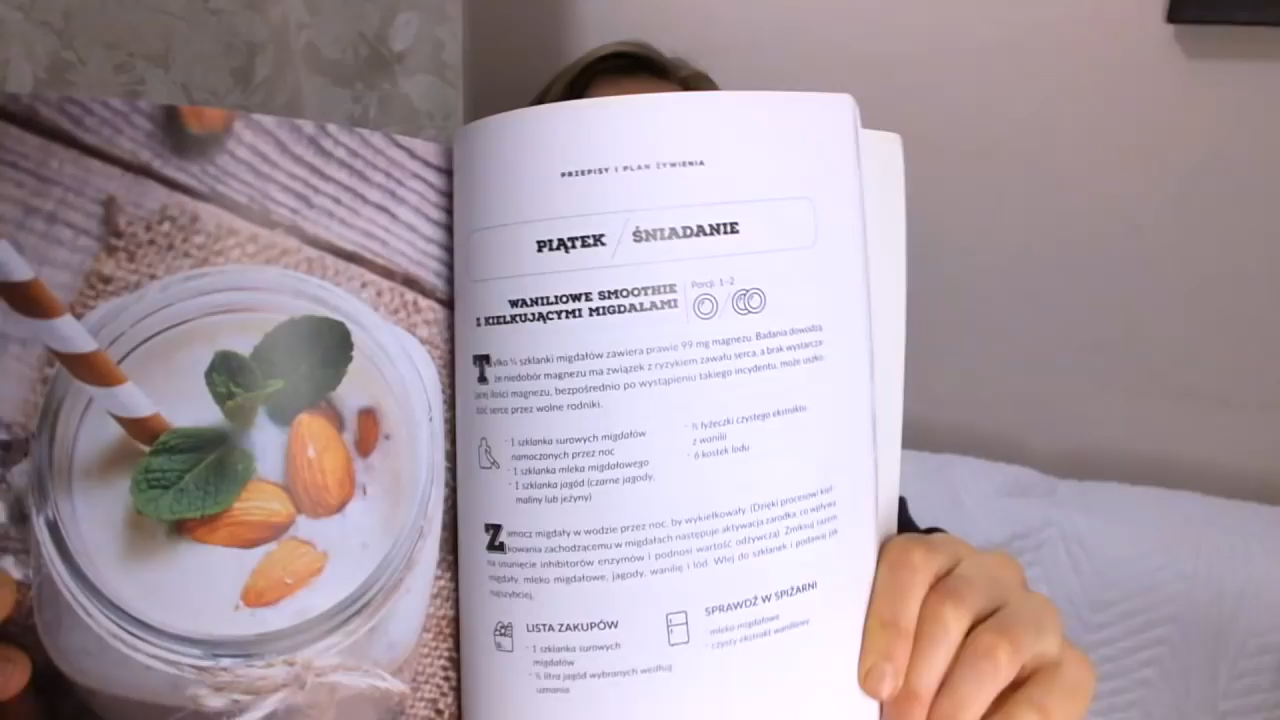 PRZEPISY I PLAN ŻYWIENIA
PIĄTEK / ŚNIADANIE
WANILIOWE SMOOTHIE
Z KIEŁKUJĄCYMI MIGDAŁAMI
Porcji: 1–2
Tylko ¼ szklanki migdałów zawiera prawie 99 mg magnezu. Badania dowodzą,
że niedobór magnezu ma związek z ryzykiem zawału serca, a brak wystarcza-
jącej ilości magnezu, bezpośrednio po wystąpieniu takiego incydentu, może uszko-
dzić serce przez wolne rodniki.
- 1 szklanka surowych migdałów
namoczonych przez noc
- 1 szklanka mleka migdałowego
- 1 szklanka jagód (czarne jagody,
maliny lub jeżyny)
- ½ łyżeczki czystego ekstraktu
z wanilii
- 6 kostek lodu
Zamocz migdały w wodzie przez noc, by wykiełkowały. (Dzięki procesowi kieł-
kowania zachodzącemu w migdałach następuje aktywacja zarodka, co wpływa
na usunięcie inhibitorów enzymów i podnosi wartość odżywczą). Zmiksuj razem
migdały, mleko migdałowe, jagody, wanilię i lód. Wlej do szklanek i podawaj jak
najszybciej.
LISTA ZAKUPÓW
- 1 szklanka surowych
migdałów
- ½ litra jagód wybranych według
uznania
SPRAWDŹ W SPIŻARNI
- mleko migdałowe
- czysty ekstrakt waniliowy